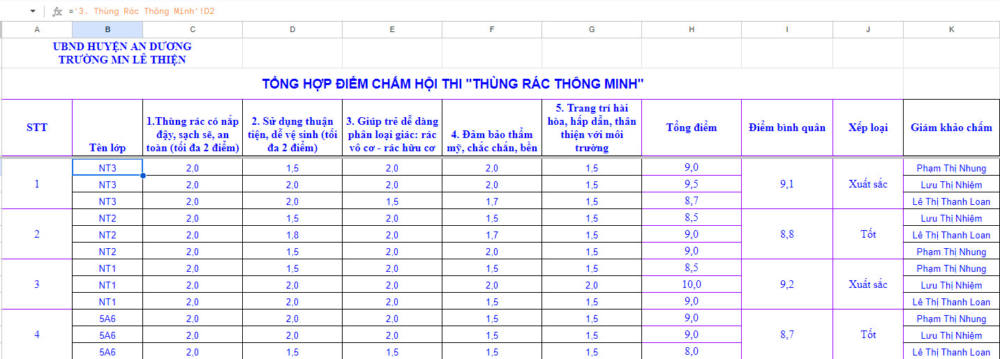 ='3. Thùng Rác Thông Minh'!D2
A B C D E F G H I J K
UBND HUYỆN AN DƯƠNG
TRƯỜNG MN LÊ THIỆN
TỔNG HỢP ĐIỂM CHẤM HỘI THI "THÙNG RÁC THÔNG MINH"
STT
Tên lớp
1.Thùng rác có nắp
đậy, sạch sẽ, an
toàn (tối đa 2 điểm)
2. Sử dụng thuận
tiện, dễ vệ sinh (tối
đa 2 điểm)
3. Giúp trẻ dễ dàng
phân loại giác: rác
vô cơ - rác hữu cơ
4. Đảm bảo thẩm
mỹ, chắc chắn, bền
5. Trang trí hài
hòa, hấp dẫn, thân
thiện với môi
trường
Tổng điểm
Điểm bình quân
Xếp loại
Giám khảo chấm
NT3 2,0 1,5 2,0 2,0 1,5 9,0 Phạm Thị Nhung
1 NT3 2,0 2,0 2,0 2,0 1,5 9,5 9,1 Xuất sắc Lưu Thị Nhiệm
NT3 2,0 2,0 1,5 1,7 1,5 8,7 Lê Thị Thanh Loan
NT2 2,0 1,5 2,0 1,5 1,5 8,5 Lưu Thị Nhiệm
2 NT2 2,0 1,8 2,0 1,7 1,5 9,0 8,8 Tốt Lê Thị Thanh Loan
NT2 2,0 1,5 2,0 2,0 1,5 9,0 Phạm Thị Nhung
NT1 2,0 1,5 2,0 1,5 1,5 8,5 Phạm Thị Nhung
3 NT1 2,0 2,0 2,0 2,0 2,0 10,0 9,2 Xuất sắc Lưu Thị Nhiệm
NT1 2,0 2,0 2,0 1,5 1,5 9,0 Lê Thị Thanh Loan
5A6 2,0 2,0 2,0 1,5 1,5 9,0 Phạm Thị Nhung
4 5A6 2,0 2,0 2,0 1,5 1,5 9,0 8,7 Tốt Lưu Thị Nhiệm
5A6 2,0 1,5 1,5 1,5 1,5 8,0 Lê Thị Thanh Loan